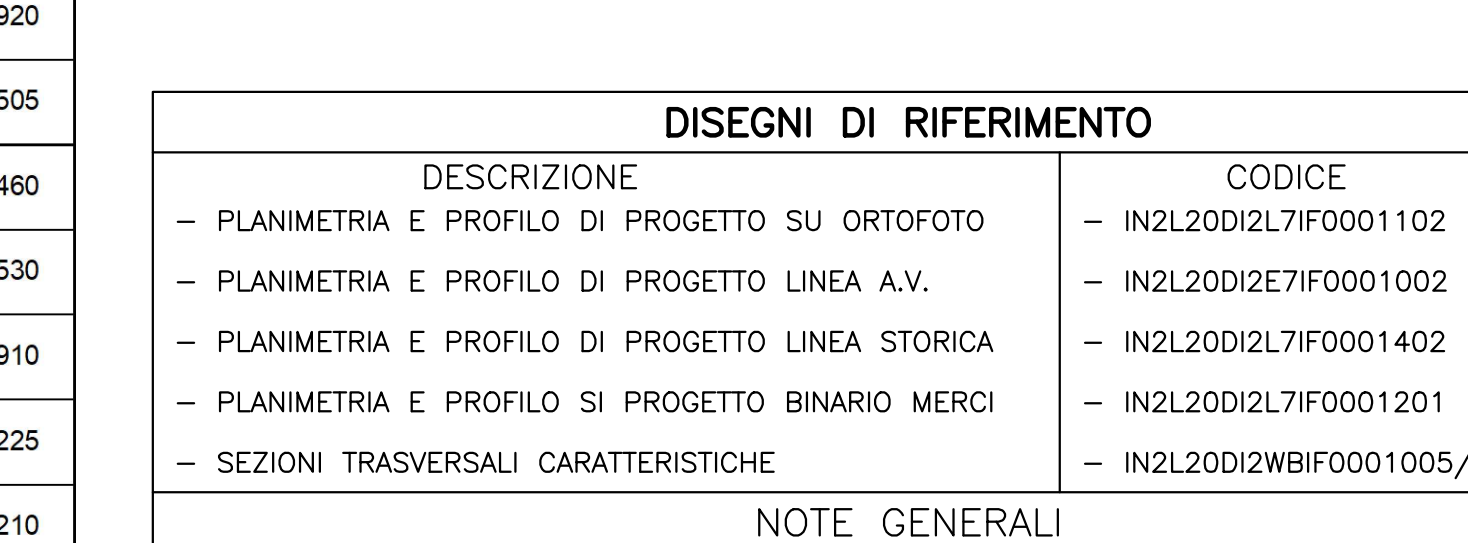 920
505
460
530
910
225
210
DISEGNI DI RIFERIMENTO
DESCRIZIONE CODICE
– PLANIMETRIA E PROFILO DI PROGETTO SU ORTOFOTO – IN2L20DI2L7IF0001102
– PLANIMETRIA E PROFILO DI PROGETTO LINEA A.V. – IN2L20DI2E7IF0001002
– PLANIMETRIA E PROFILO DI PROGETTO LINEA STORICA – IN2L20DI2L7IF0001402
– PLANIMETRIA E PROFILO SI PROGETTO BINARIO MERCI – IN2L20DI2L7IF0001201
– SEZIONI TRASVERSALI CARATTERISTICHE – IN2L20DI2WBIF0001005/
NOTE GENERALI